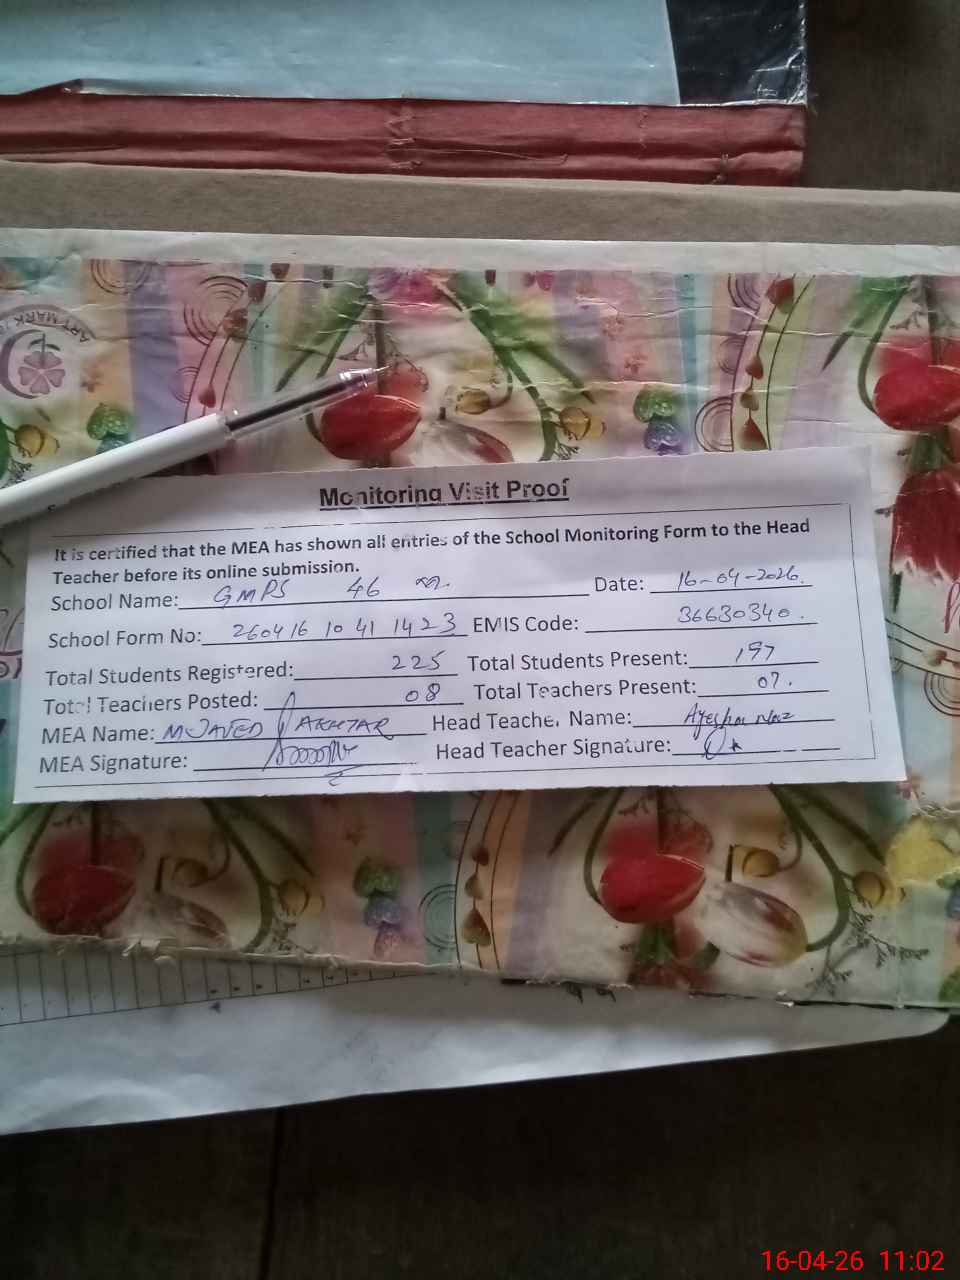 ART MARK
Monitoring Visit Proof
It is certified that the MEA has shown all entries of the School Monitoring Form to the Head
Teacher before its online submission.
School Name: GMPS 46 Date: 16-04-2026.
School Form No: 260416 10 41 1423 EMIS Code: 36630340.
Total Students Registered: 225 Total Students Present: 197
Total Teachers Posted: 08 Total Teachers Present: 07.
MEA Name: M JAVED AKHTAR Head Teacher Name: Ayesha Naz
MEA Signature: Head Teacher Signature:
16-04-26 11:02